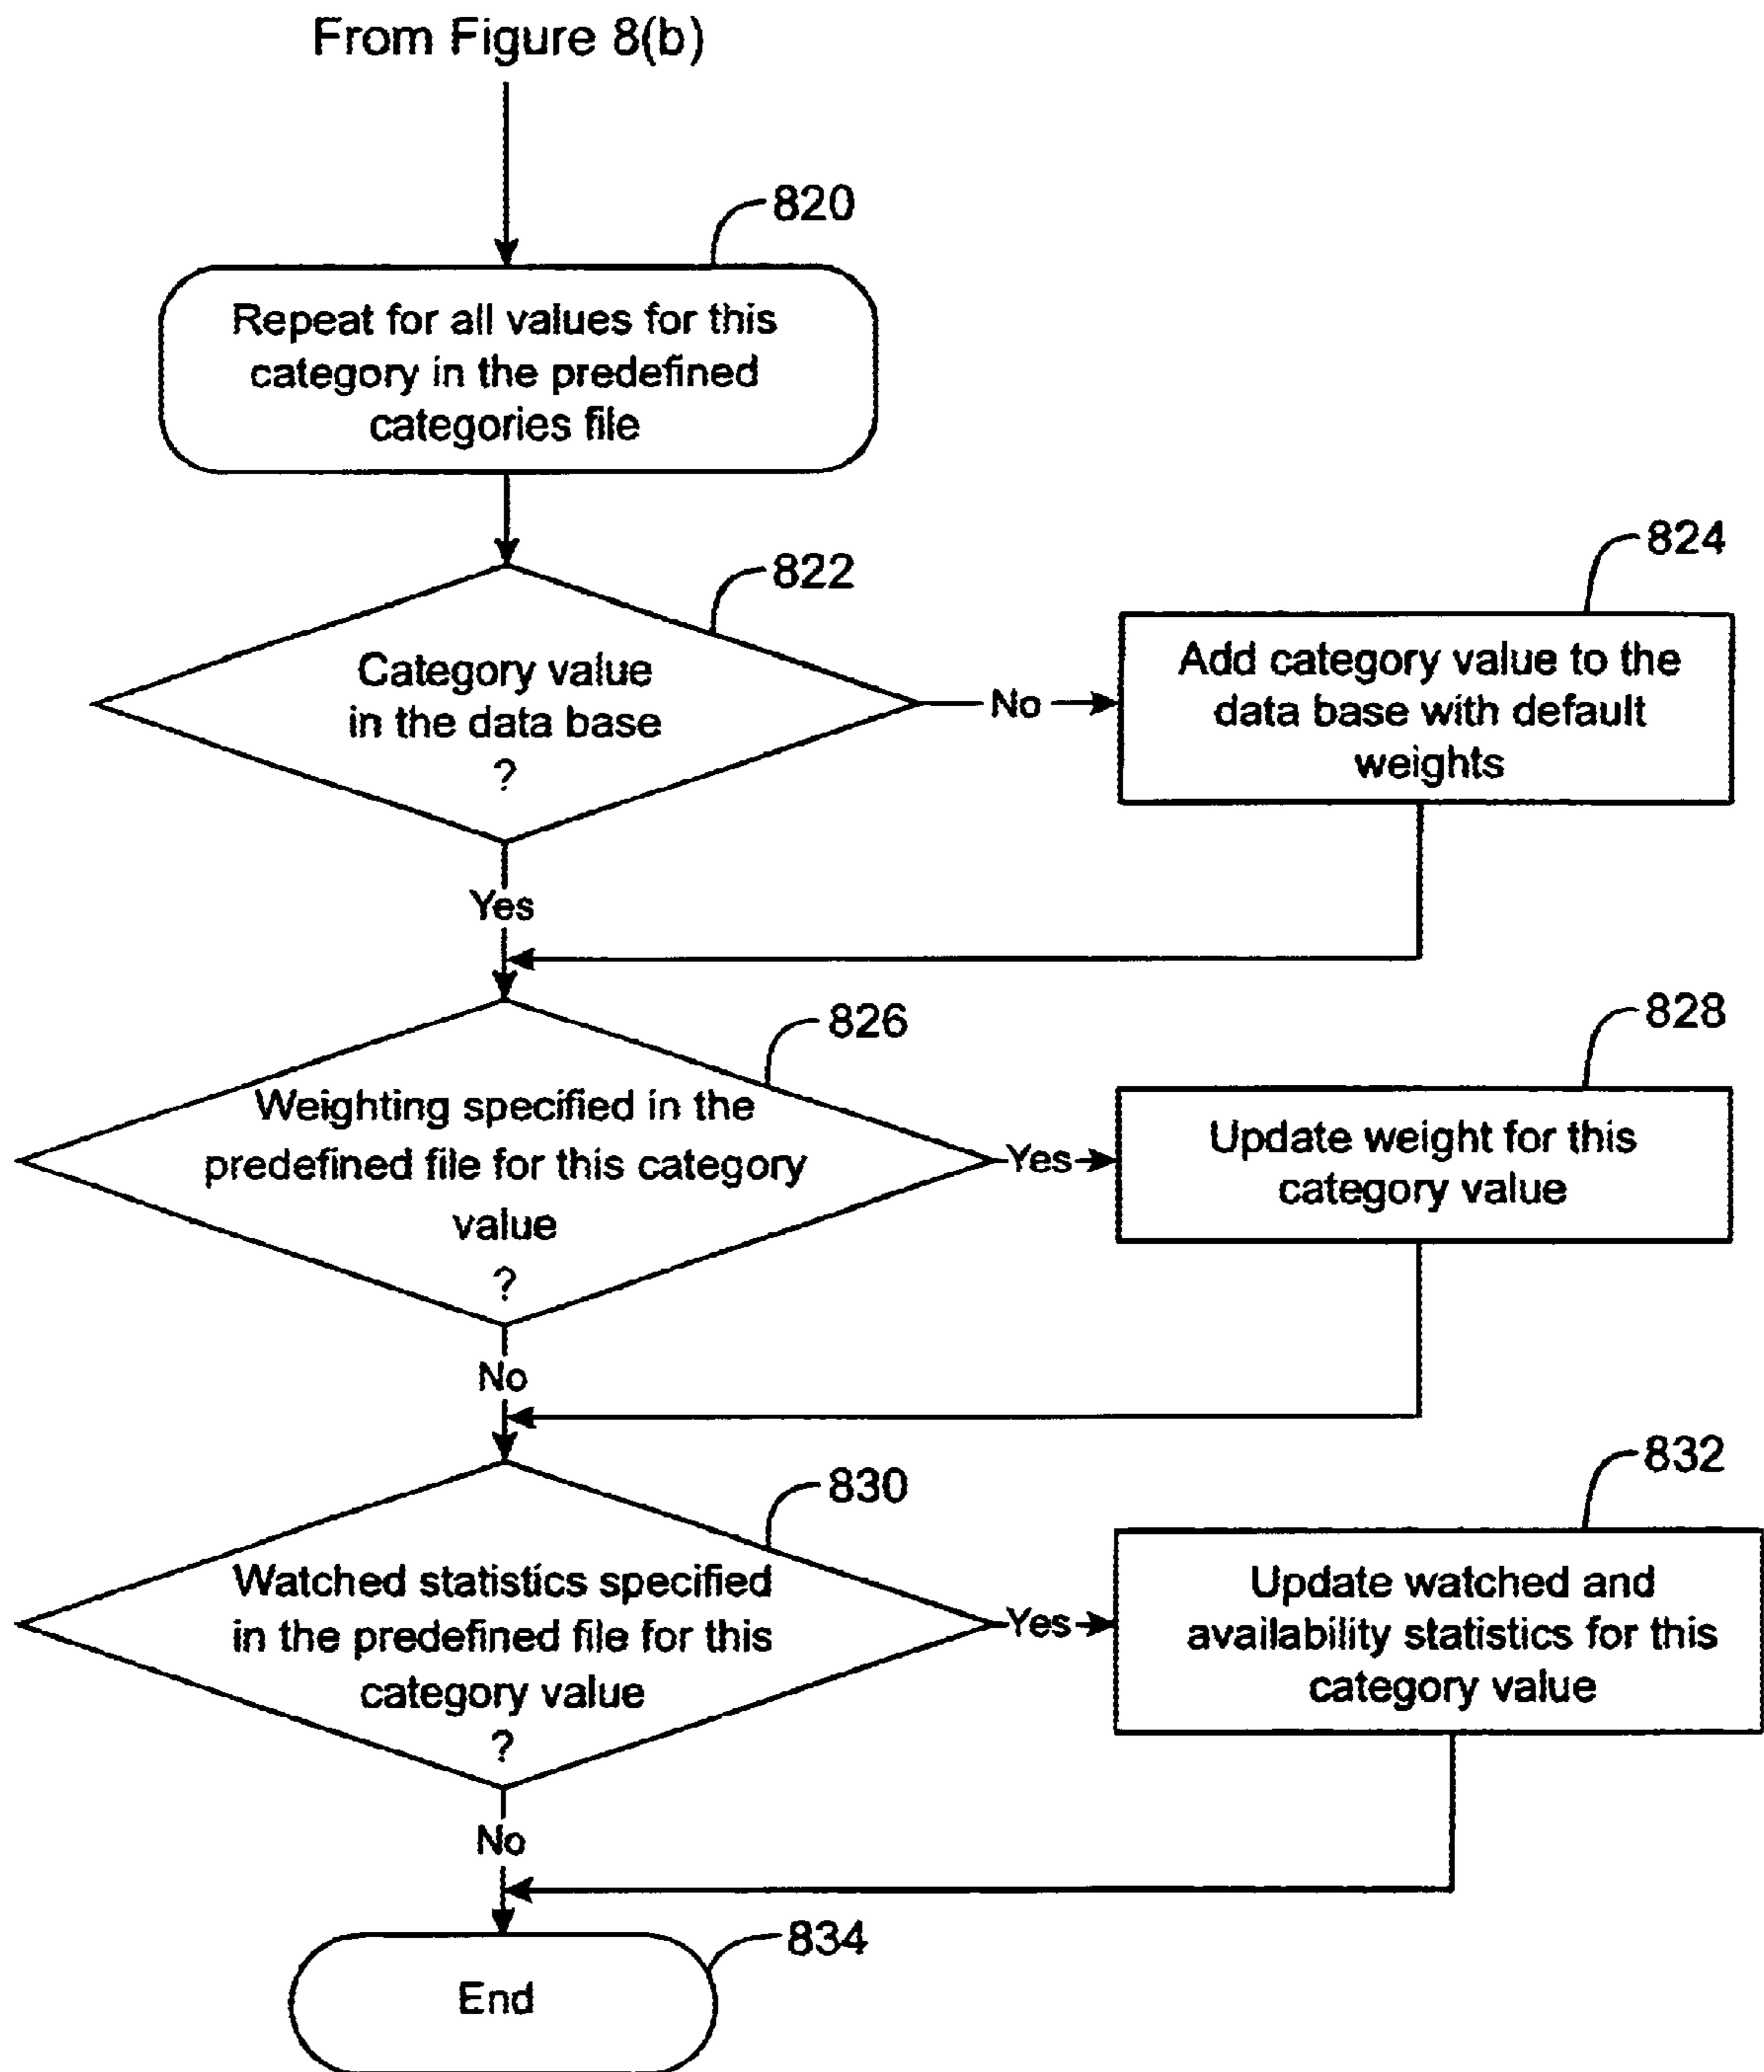 From Figure 8(b)
820
Repeat for all values for this
category in the predefined
categories file
822
Category value
in the data base
?
No
824
Add category value to the
data base with default
weights
Yes
826
Weighting specified in the
predefined file for this category
value
?
Yes
828
Update weight for this
category value
No
830
Watched statistics specified
in the predefined file for this
category value
?
Yes
832
Update watched and
availability statistics for this
category value
No
834
End